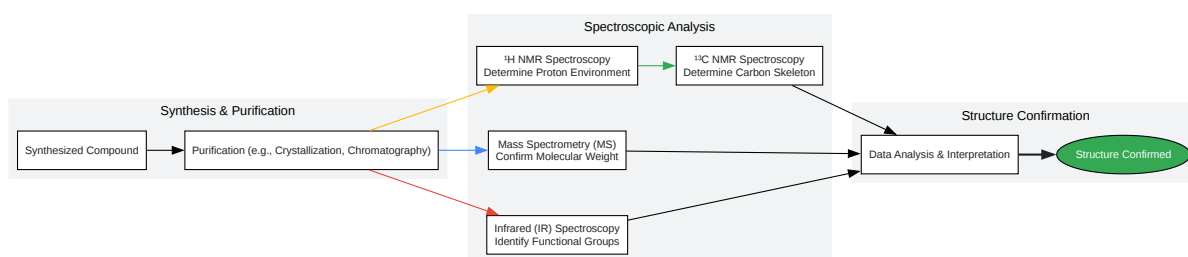 Synthesis & Purification
Synthesized Compound
Purification (e.g., Crystallization, Chromatography)
Spectroscopic Analysis
¹H NMR Spectroscopy
Determine Proton Environment
¹³C NMR Spectroscopy
Determine Carbon Skeleton
Mass Spectrometry (MS)
Confirm Molecular Weight
Infrared (IR) Spectroscopy
Identify Functional Groups
Structure Confirmation
Data Analysis & Interpretation
Structure Confirmed